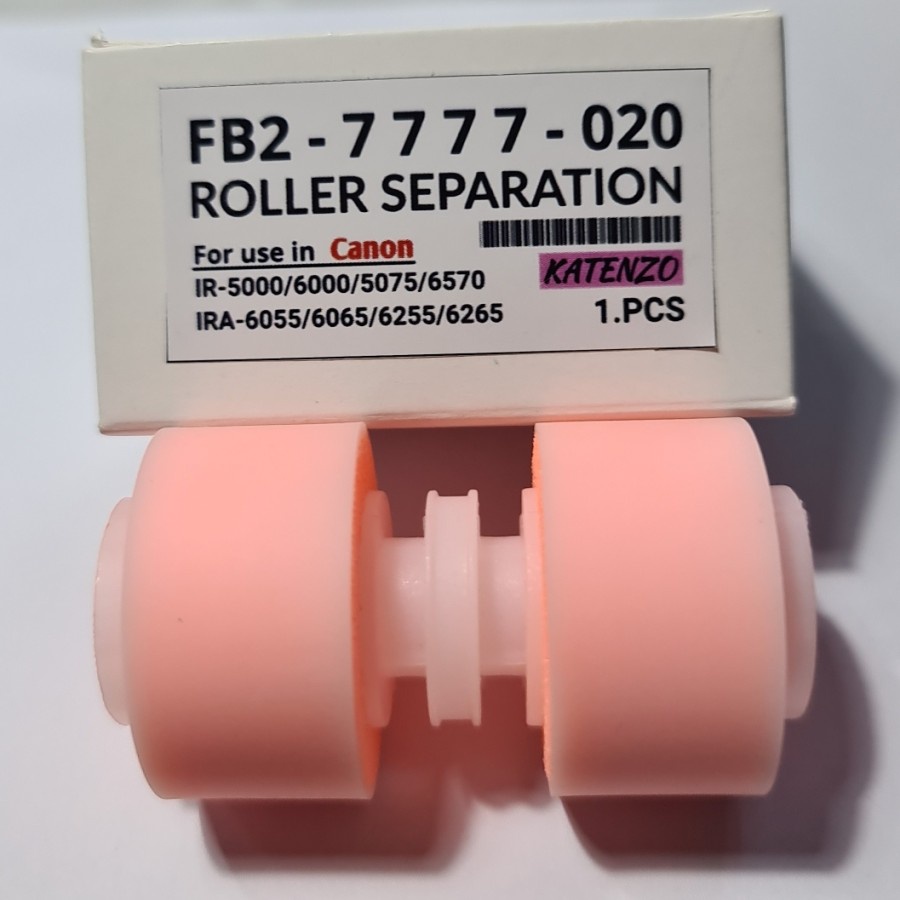 FB2 - 7 7 7 7 - 020
ROLLER SEPARATION
For use in Canon
KATENZO
IR-5000/6000/5075/6570
IRA-6055/6065/6255/6265
1.PCS